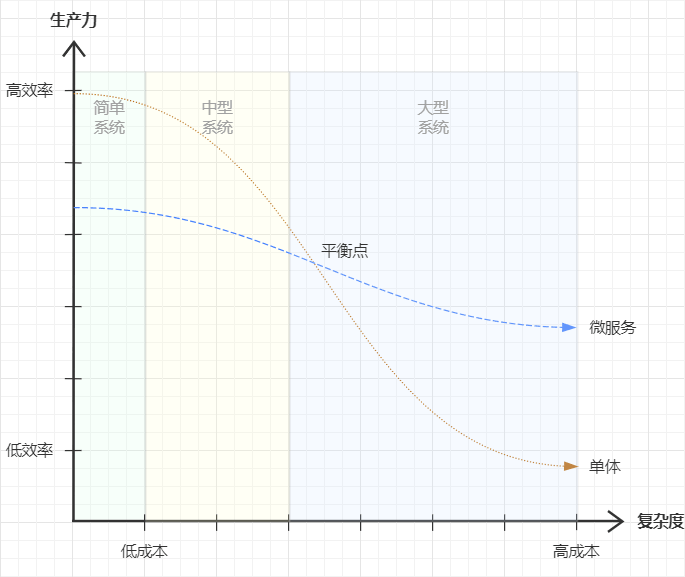 生产力
高效率
简单
系统
中型
系统
大型
系统
平衡点
微服务
低效率
单体
复杂度
低成本
高成本